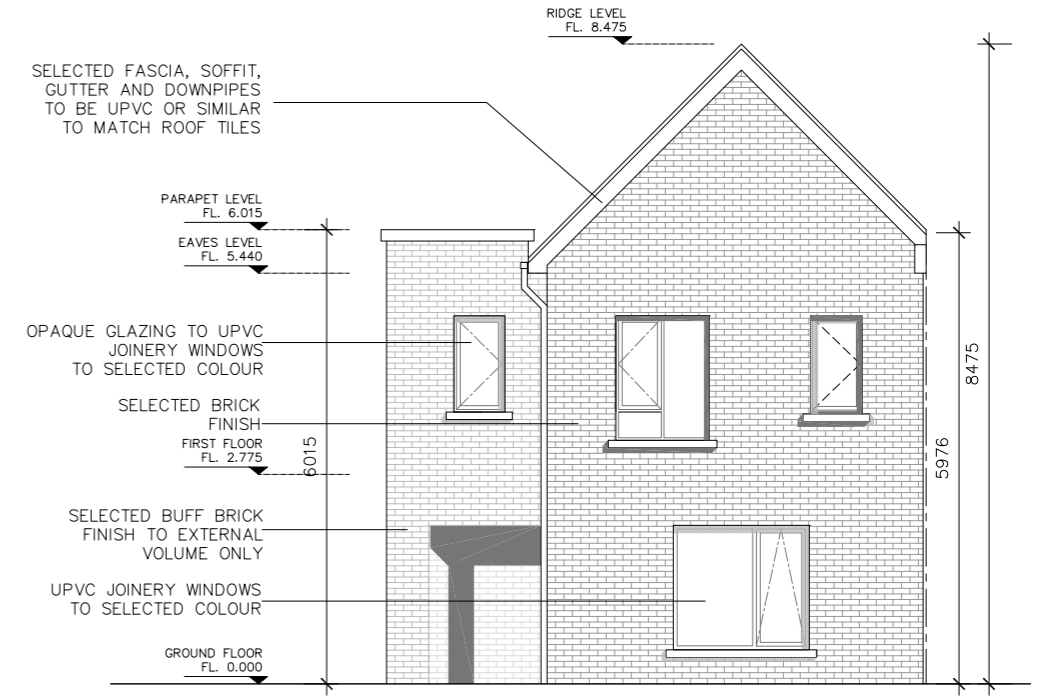 RIDGE LEVEL
FL. 8.475
SELECTED FASCIA, SOFFIT,
GUTTER AND DOWNPIPES
TO BE UPVC OR SIMILAR
TO MATCH ROOF TILES
PARAPET LEVEL
FL. 6.015
EAVES LEVEL
FL. 5.440
OPAQUE GLAZING TO UPVC
JOINERY WINDOWS
TO SELECTED COLOUR
SELECTED BRICK
FINISH
FIRST FLOOR
FL. 2.775
6015
SELECTED BUFF BRICK
FINISH TO EXTERNAL
VOLUME ONLY
UPVC JOINERY WINDOWS
TO SELECTED COLOUR
GROUND FLOOR
FL. 0.000
5976
8475